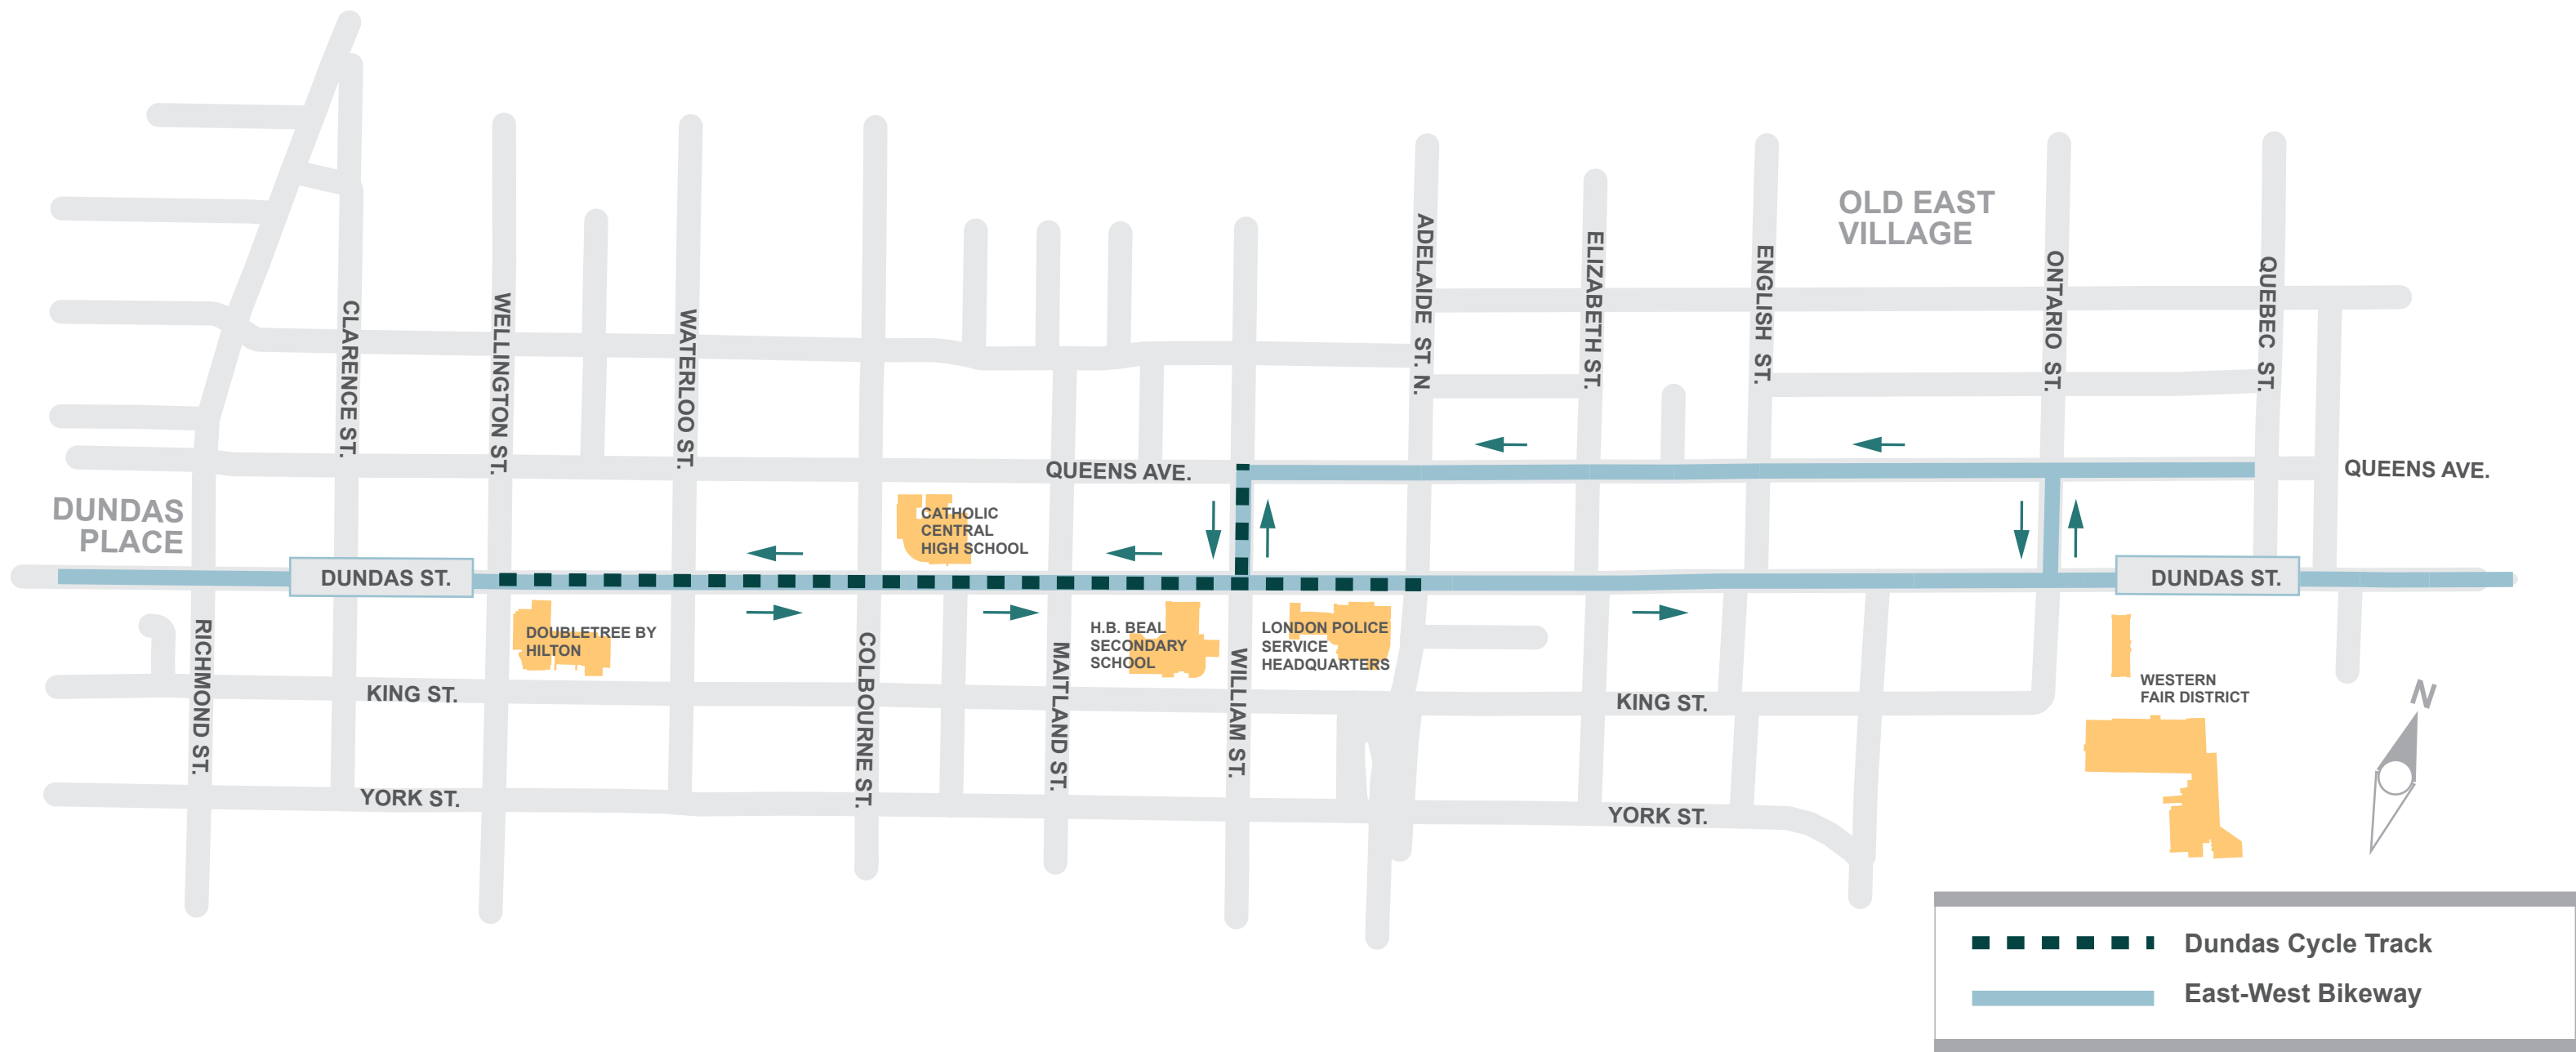 OLD EAST
VILLAGE
ADELAIDE ST. N.
ELIZABETH ST.
ENGLISH ST.
ONTARIO ST.
QUEBEC ST.
CLARENCE ST.
WELLINGTON ST.
WATERLOO ST.
QUEENS AVE.
QUEENS AVE.
DUNDAS
PLACE
CATHOLIC
CENTRAL
HIGH SCHOOL
DUNDAS ST.
DUNDAS ST.
RICHMOND ST.
DOUBLETREE BY
HILTON
COLBOURNE ST.
MAITLAND ST.
H.B. BEAL
SECONDARY
SCHOOL
WILLIAM ST.
LONDON POLICE
SERVICE
HEADQUARTERS
WESTERN
FAIR DISTRICT
KING ST.
KING ST.
N
YORK ST.
YORK ST.
Dundas Cycle Track
East-West Bikeway